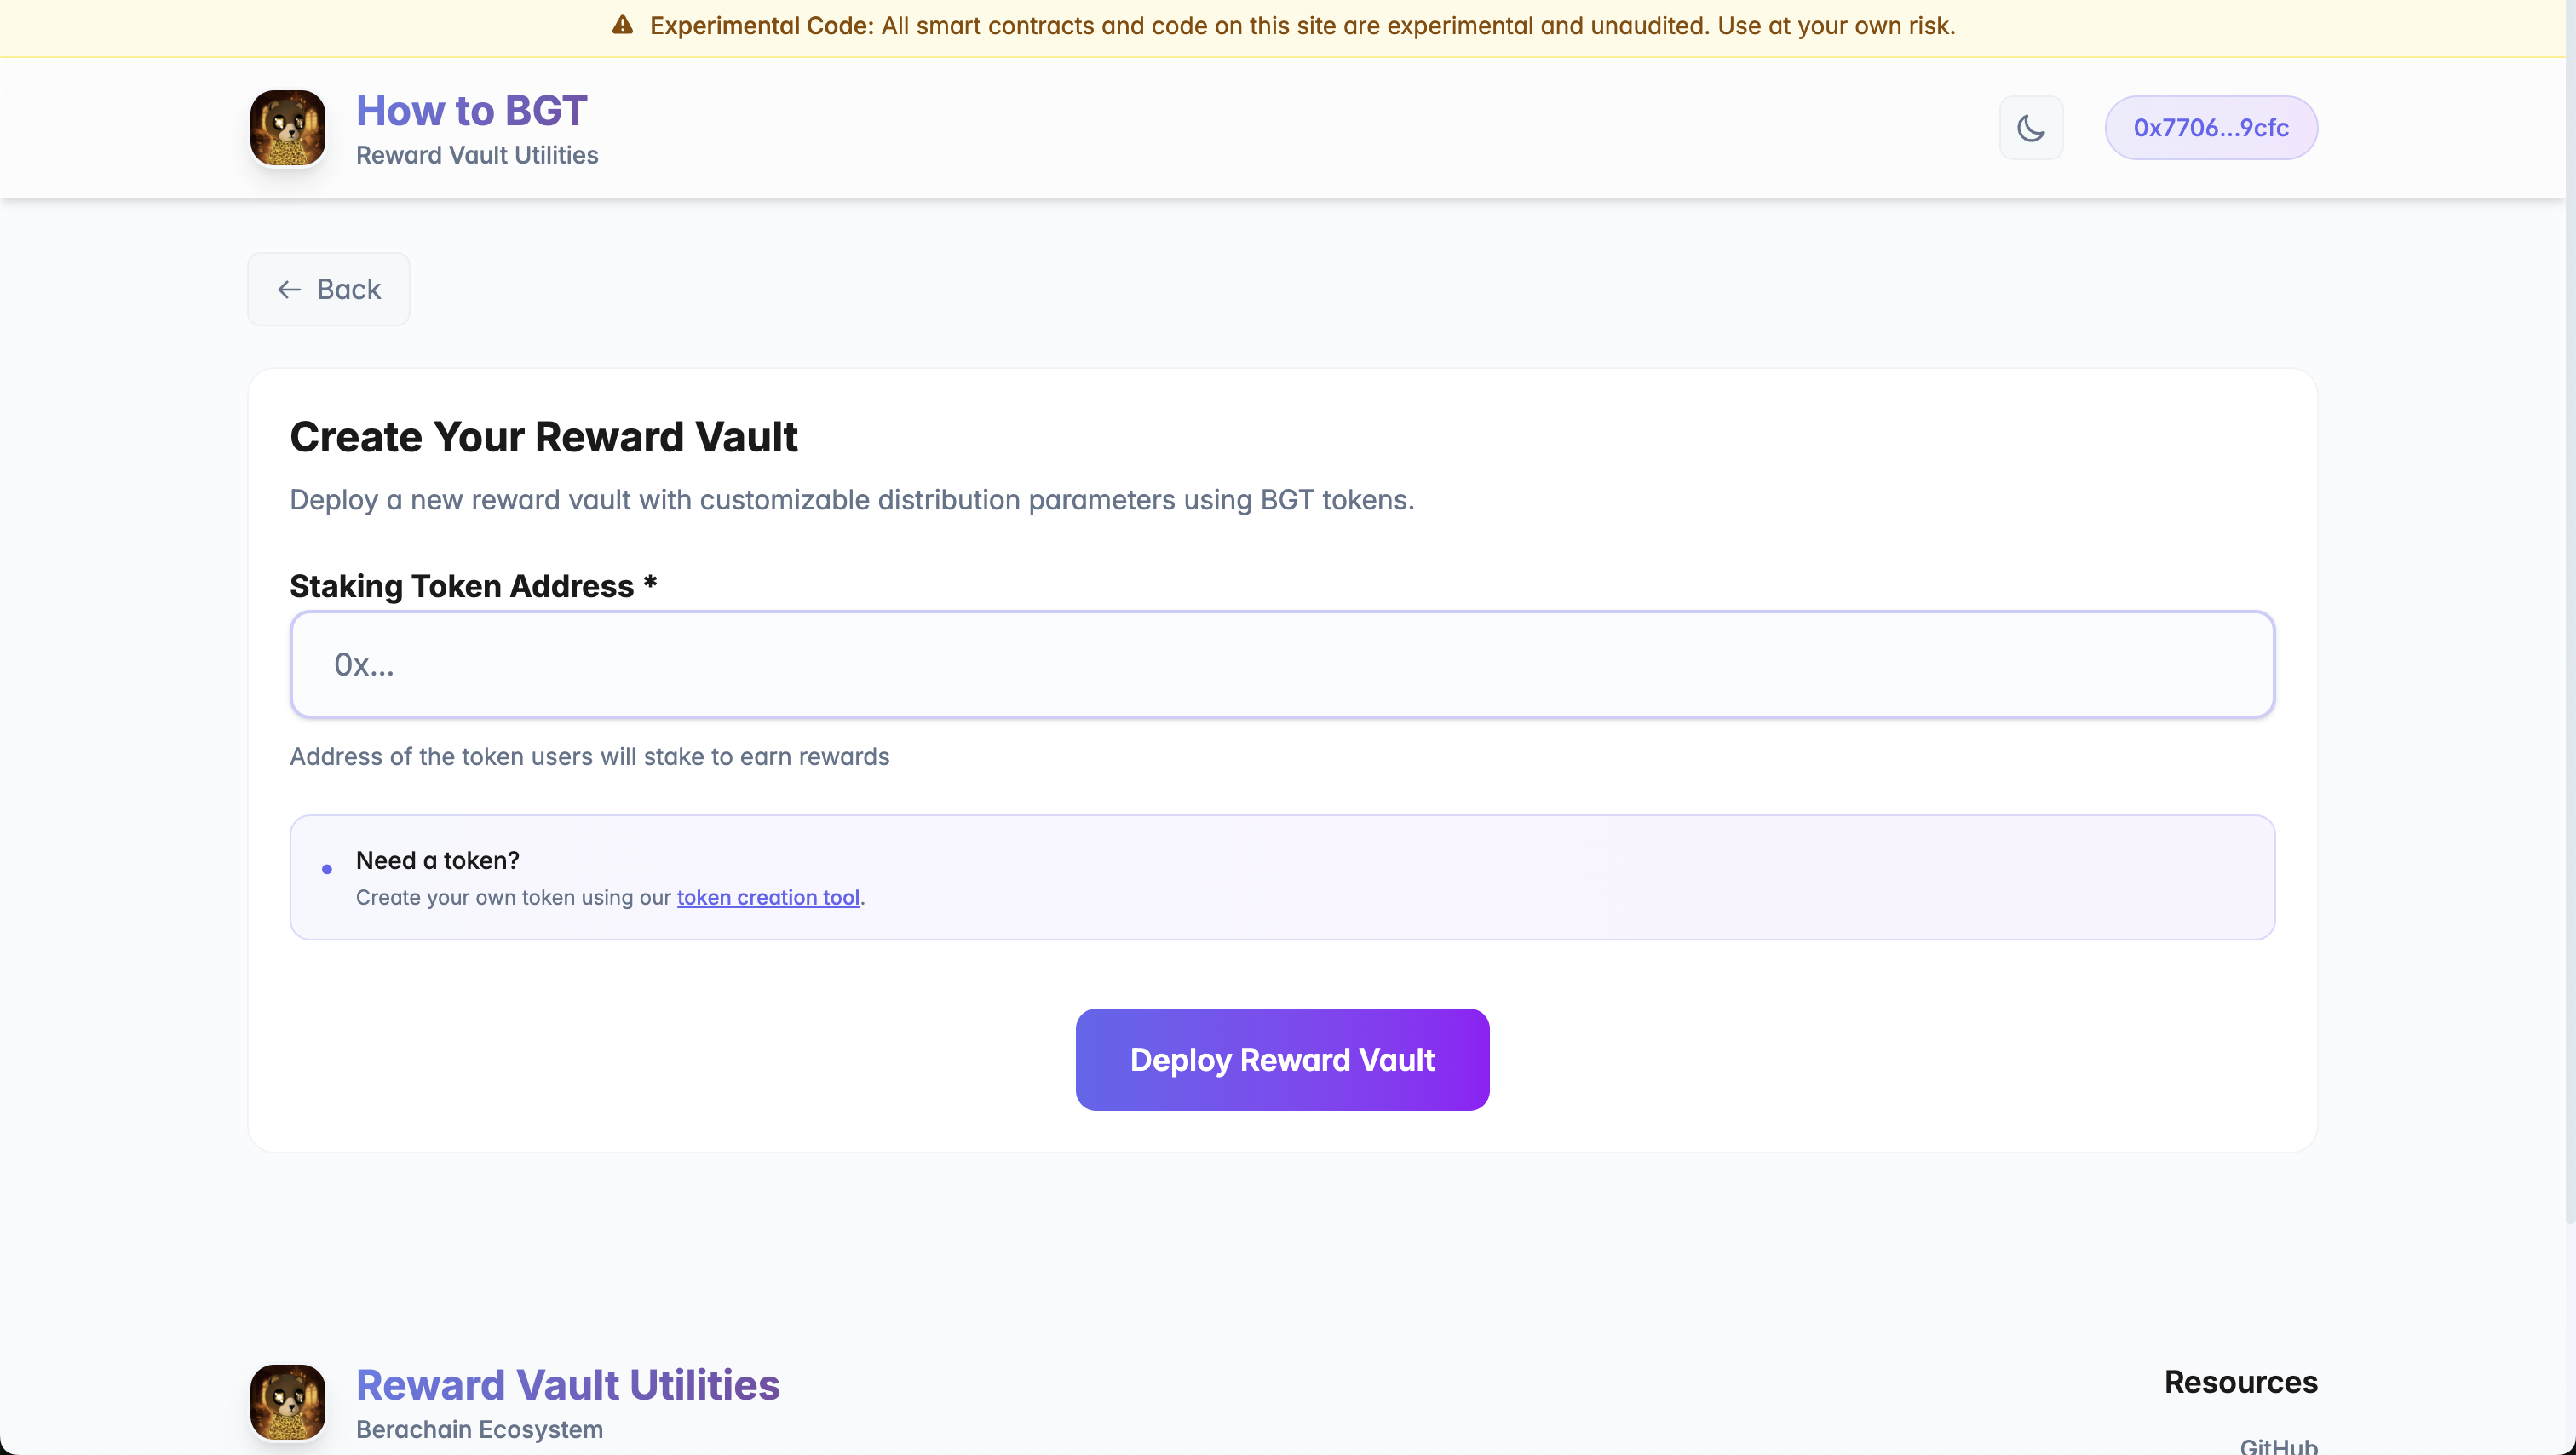 Experimental Code: All smart contracts and code on this site are experimental and unaudited. Use at your own risk.
How to BGT
Reward Vault Utilities
0x7706...9cfc
Back
Create Your Reward Vault
Deploy a new reward vault with customizable distribution parameters using BGT tokens.
Staking Token Address *
0x...
Address of the token users will stake to earn rewards
Need a token?
Create your own token using our token creation tool.
Deploy Reward Vault
Reward Vault Utilities
Berachain Ecosystem
Resources
GitHub